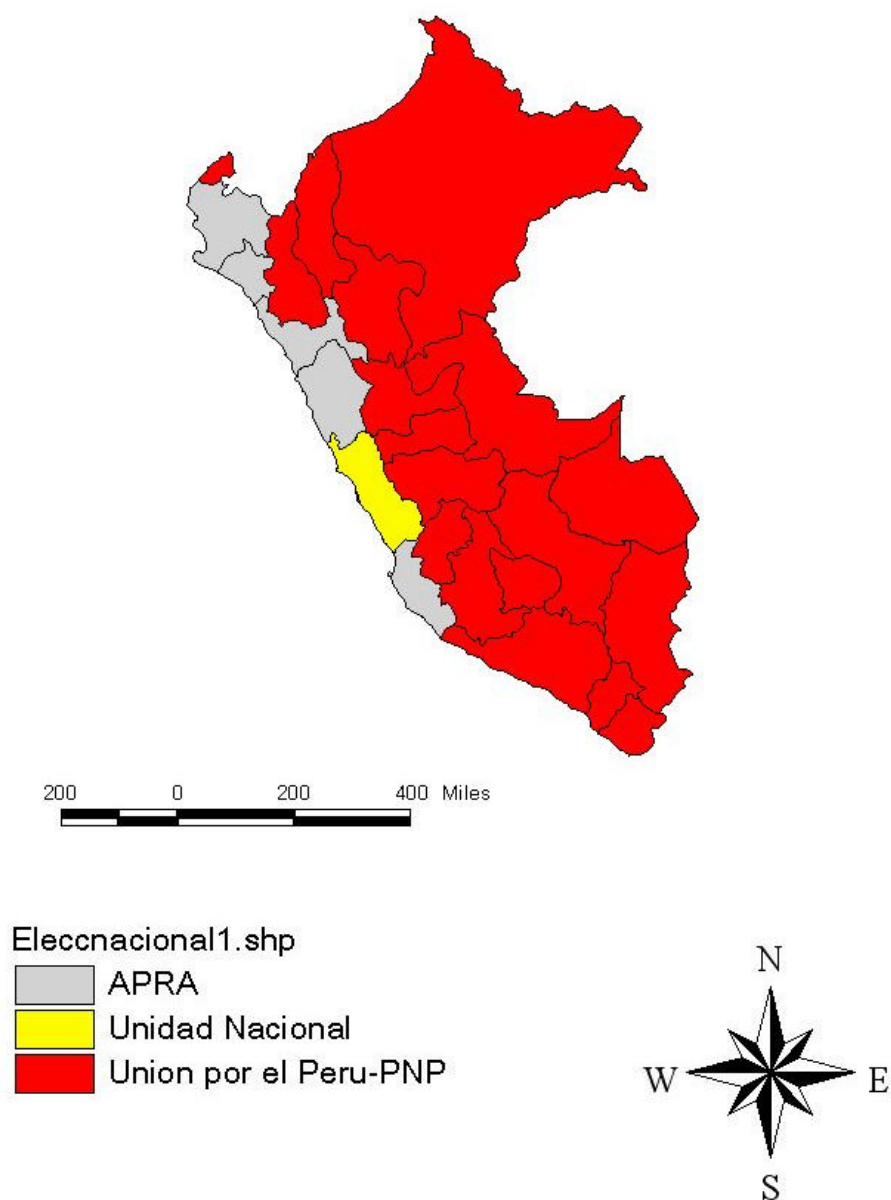 200 0 200 400 Miles
Eleccnacional1.shp
APRA
Unidad Nacional
Union por el Peru-PNP
N
W E
S